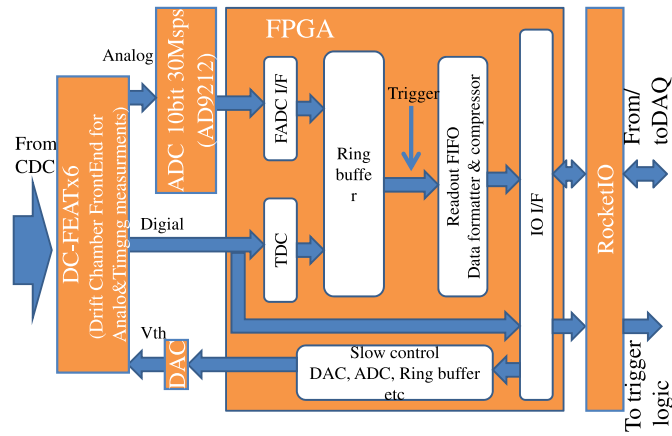 FPGA
Analog
ADC 10bit 30Msps
(AD9212)
FADC I/F
Trigger
From/
toDAQ
From
CDC
DC-FEATx6
(Drift Chamber FrontEnd for
Analo&Timgng measurments)
Ring
buffe
r
Readout FIFO
Data formatter & compressor
IO I/F
RocketIO
Digial
TDC
Vth
DAC
Slow control
DAC, ADC, Ring buffer
etc
To trigger
logic